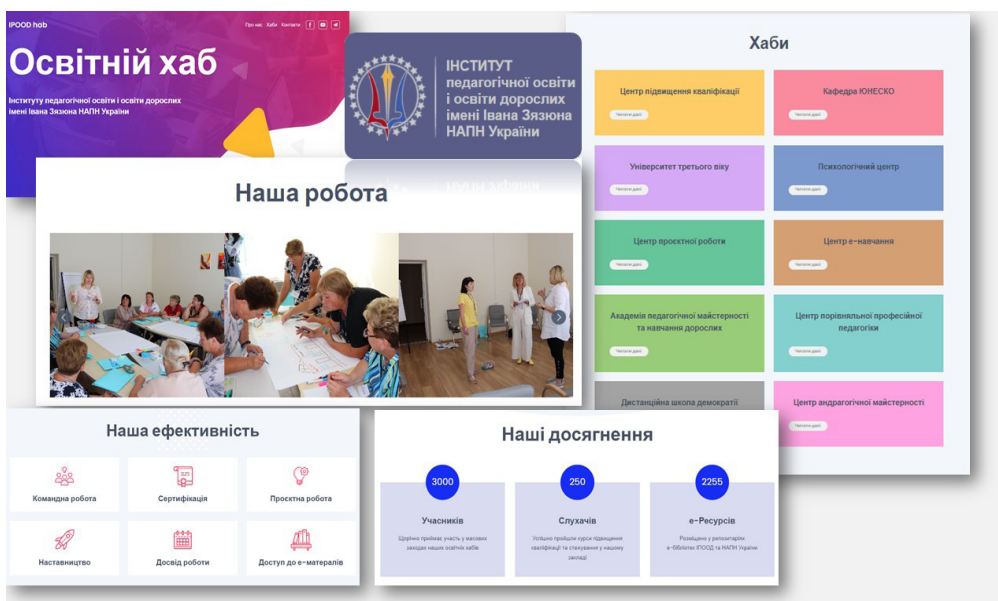 IPOOD hab
Про нас Хаби Контакти
Освітній хаб
Інституту педагогічної освіти і освіти дорослих
імені Івана Зязюна НАПН України
ІНСТИТУТ
педагогічної освіти
і освіти дорослих
імені Івана Зязюна
НАПН України
Наша робота
Хаби
Центр підвищення кваліфікації
Читати далі
Кафедра ЮНЕСКО
Читати далі
Університет третього віку
Читати далі
Психологічний центр
Читати далі
Центр проєктної роботи
Читати далі
Центр е-навчання
Читати далі
Академія педагогічної майстерності
та навчання дорослих
Читати далі
Центр порівняльної професійної
педагогіки
Читати далі
Дистанційна школа демократії
Центр андрагогічної майстерності
Читати далі
Наша ефективність
Командна робота
Сертифікація
Проєктна робота
Наставництво
Досвід роботи
Доступ до е-матералів
Наші досягнення
3000
Учасників
Щорічно приймає участь у масових
заходах наших освітніх хабів
250
Слухачів
Успішно пройшли курси підвищення
кваліфікації та стажування у нашому
закладі
2255
е-Ресурсів
Розміщено у репозитаріях
е-бібліотек ІПООД та НАПН України